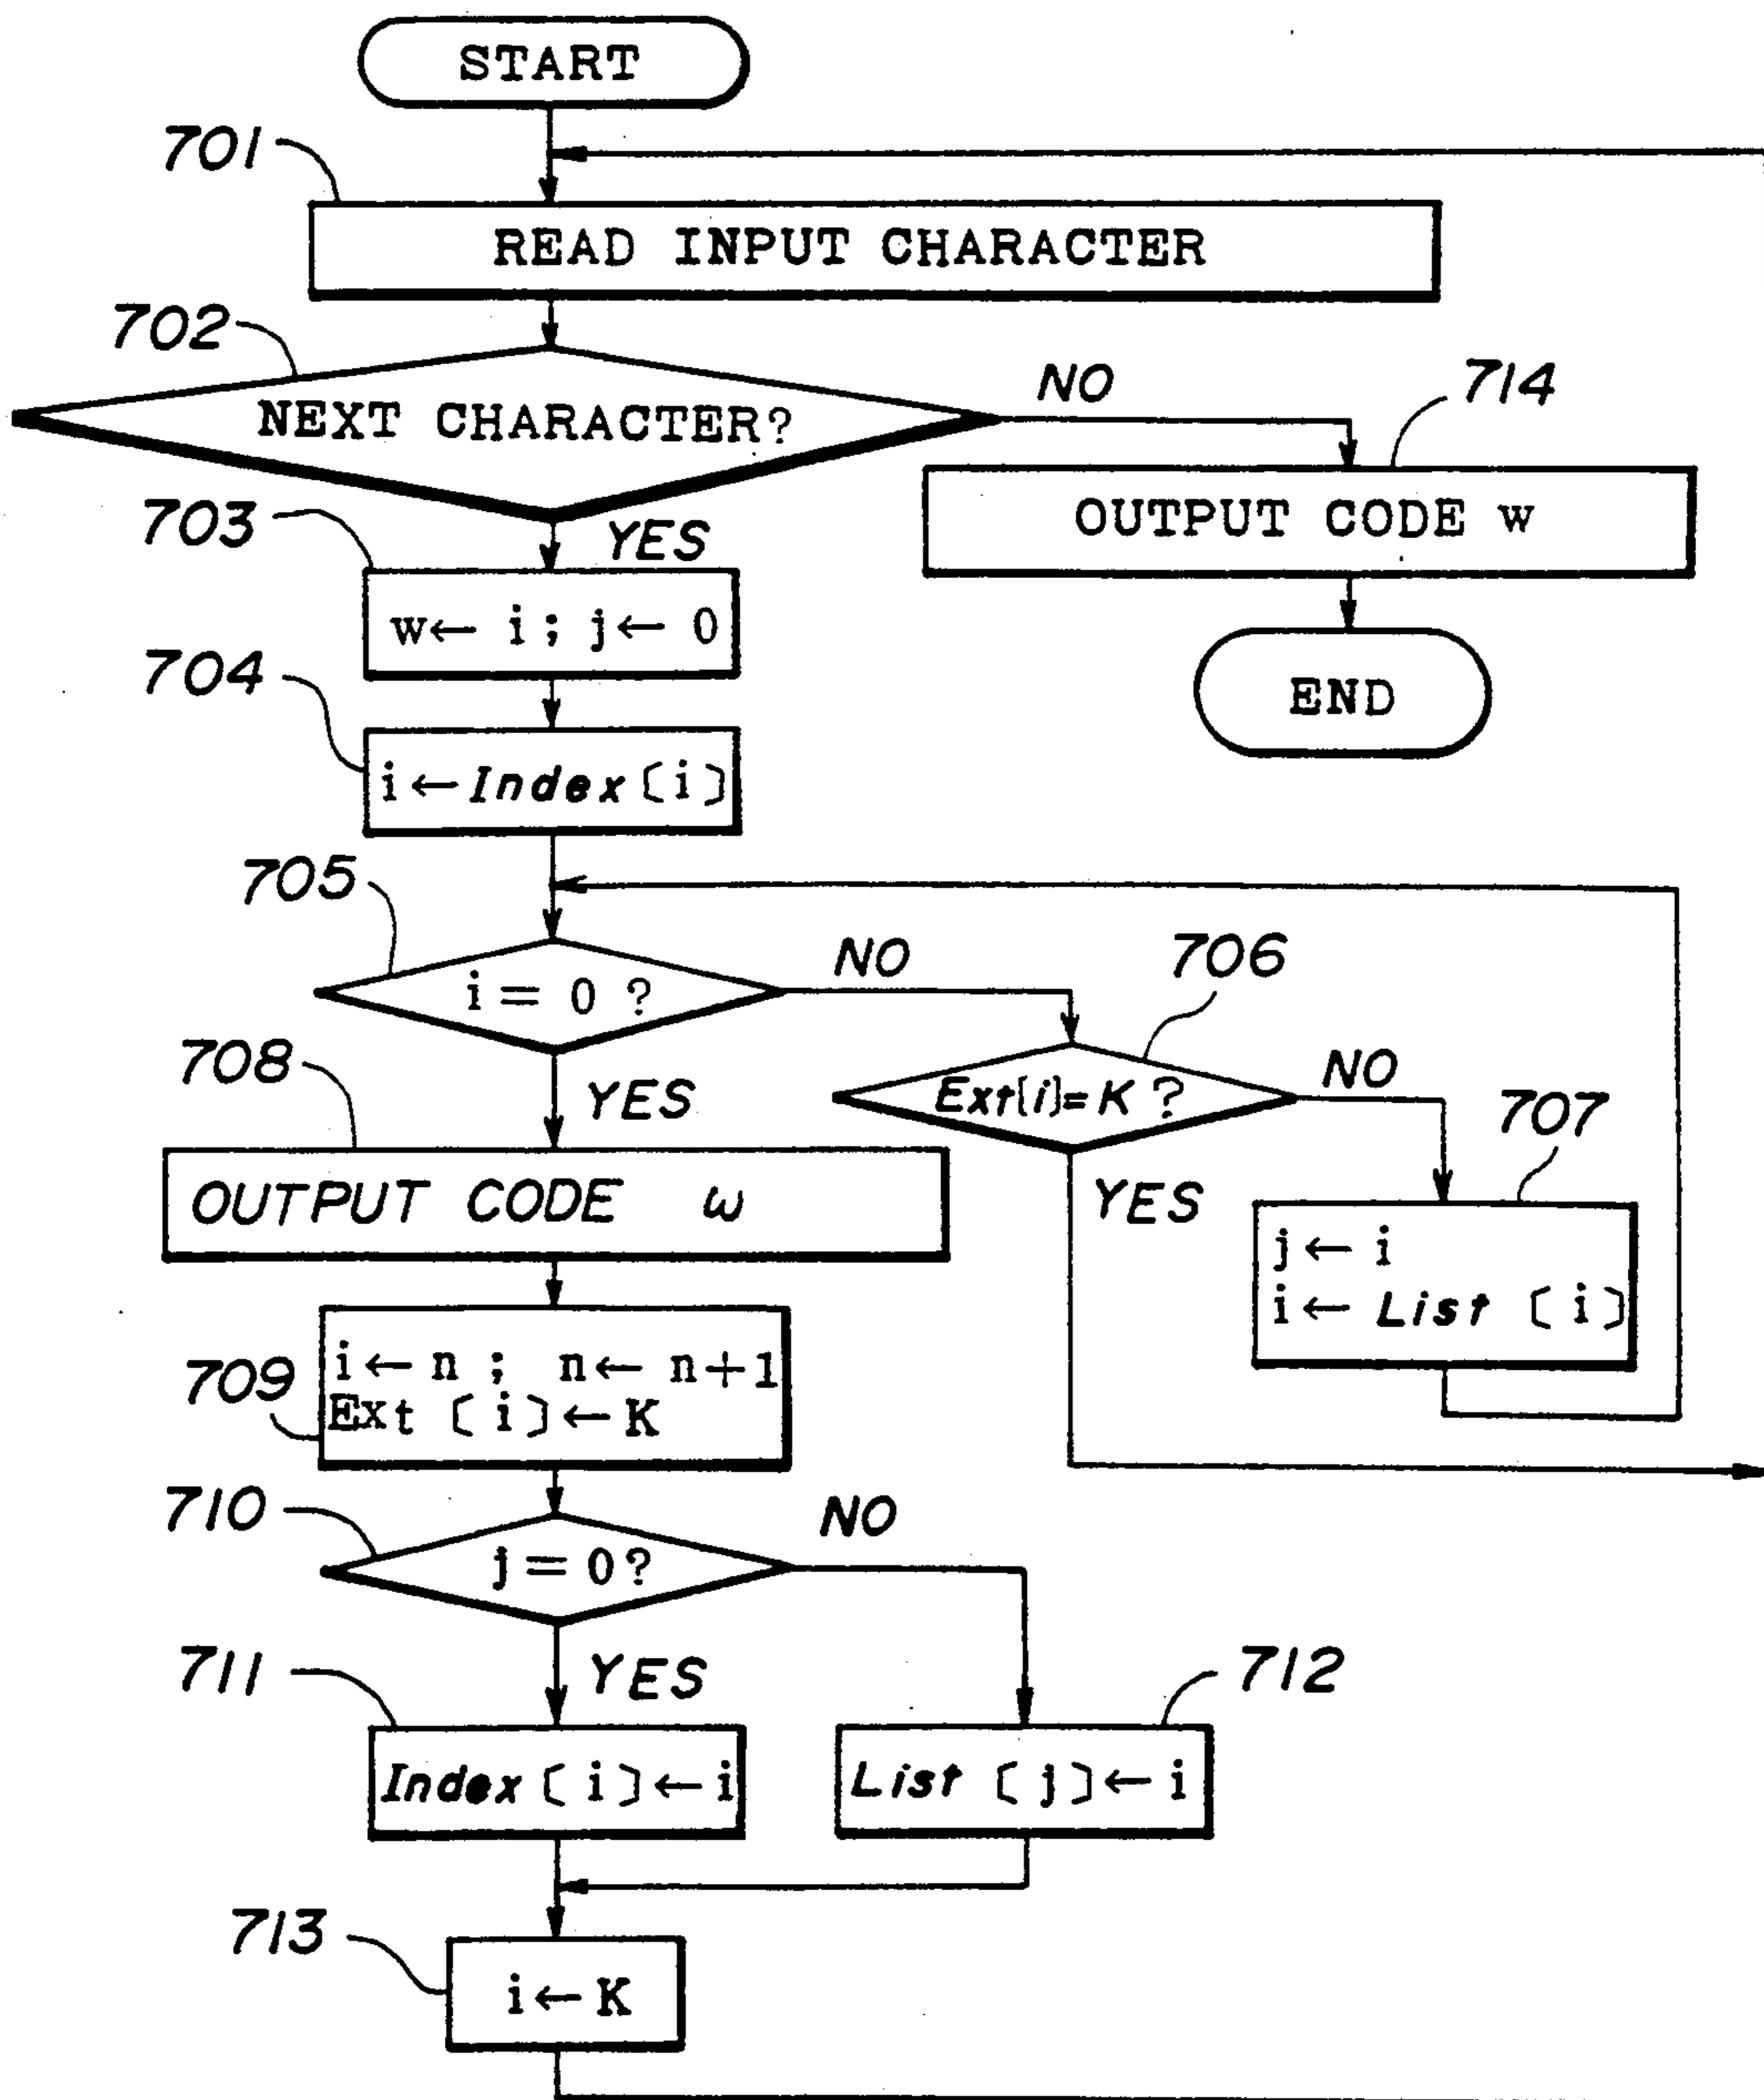 START
701
READ INPUT CHARACTER
702
NEXT CHARACTER?
NO
714
OUTPUT CODE w
703
YES
w← i ; j← 0
END
704
i←Index〔i〕
705
i = 0 ?
NO
706
Ext[i]=K ?
NO
707
708
YES
YES
OUTPUT CODE ω
j← i
i← List 〔i〕
709
i← n ; n← n+1
Ext 〔i〕←K
710
j = 0?
NO
711
YES
712
Index〔i〕←i
List 〔j〕←i
713
i←K